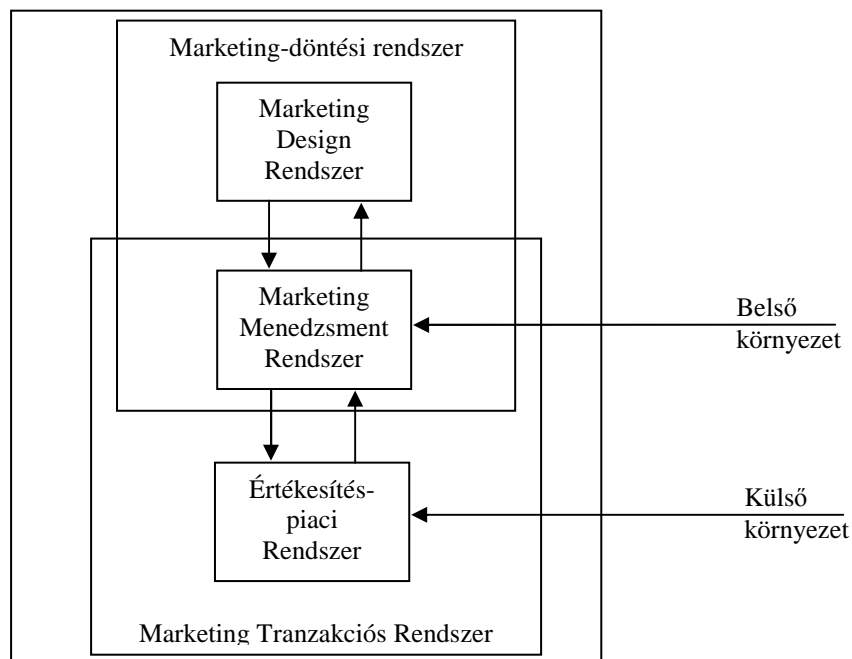 Marketing-döntési rendszer
Marketing
Design
Rendszer
Marketing
Menedzsment
Rendszer
Belső
környezet
Értékesítés-
piaci
Rendszer
Külső
környezet
Marketing Tranzakciós Rendszer